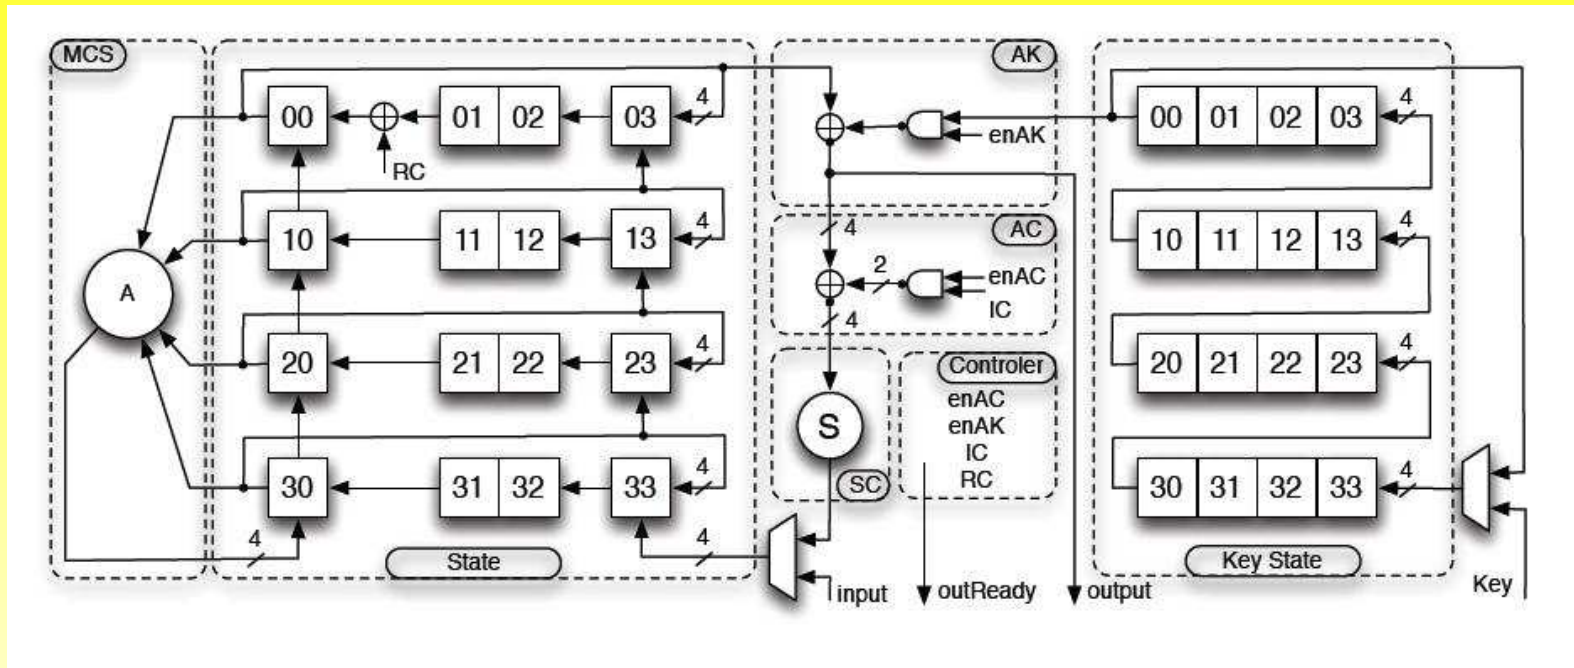 MCS
AK
4
4
00
01 02
03
00 01 02 03
enAK
RC
4
4
4
AC
10
11 12
13
10 11 12 13
2
enAC
A
IC
4
4
4
20
21 22
23
Controler
20 21 22 23
enAC
S
enAK
IC
4
4
30
31 32
33
SC
RC
30 31 32 33
4
4
State
Key State
input
outReady
output
Key